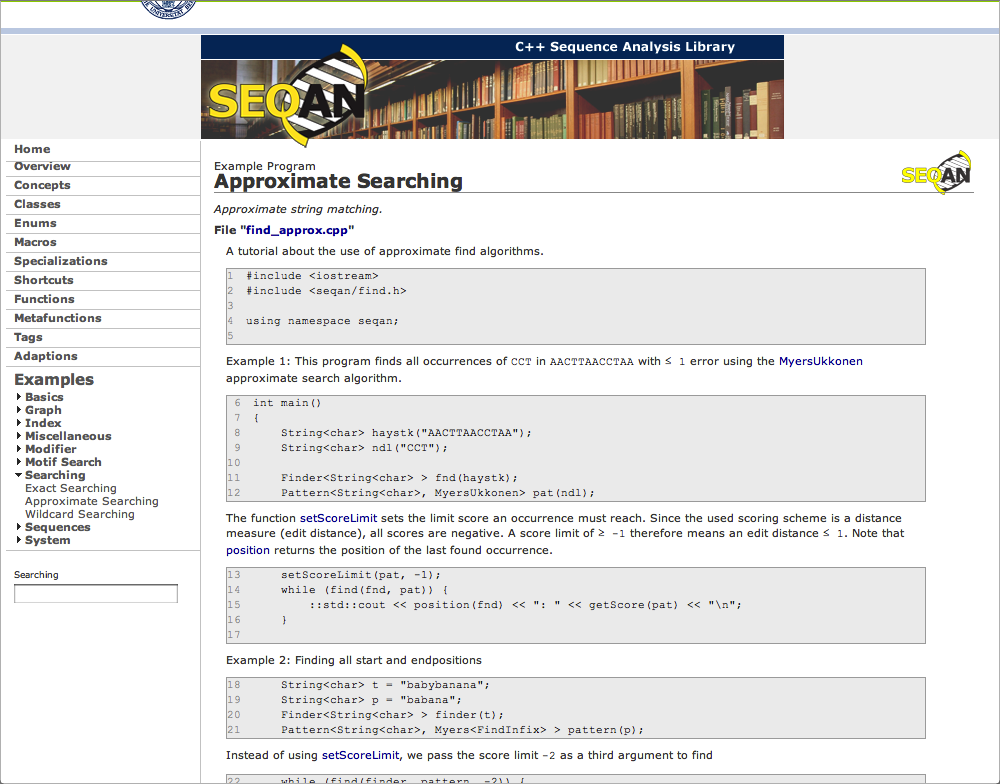 C++ Sequence Analysis Library
SEQAN
Home
Overview
Concepts
Classes
Enums
Macros
Specializations
Shortcuts
Functions
Metafunctions
Tags
Adaptions
Examples
Basics
Graph
Index
Miscellaneous
Modifier
Motif Search
Searching
Exact Searching
Approximate Searching
Wildcard Searching
Sequences
System
Searching
Example Program
Approximate Searching
SEQAN
Approximate string matching.
File "find_approx.cpp"
A tutorial about the use of approximate find algorithms.
1 #include <iostream>
2 #include <seqan/find.h>
3
4 using namespace seqan;
5
Example 1: This program finds all occurrences of CCT in AACTTAACCTAA with ≤ 1 error using the MyersUkkonen
approximate search algorithm.
6 int main()
7 {
8     String<char> haystk("AACTTAACCTAA");
9     String<char> ndl("CCT");
10
11     Finder<String<char> > fnd(haystk);
12     Pattern<String<char>, MyersUkkonen> pat(ndl);
The function setScoreLimit sets the limit score an occurrence must reach. Since the used scoring scheme is a distance
measure (edit distance), all scores are negative. A score limit of ≥ -1 therefore means an edit distance ≤ 1. Note that
position returns the position of the last found occurrence.
13     setScoreLimit(pat, -1);
14     while (find(fnd, pat)) {
15         ::std::cout << position(fnd) << ": " << getScore(pat) << "\n";
16     }
17
Example 2: Finding all start and endpositions
18     String<char> t = "babybanana";
19     String<char> p = "babana";
20     Finder<String<char> > finder(t);
21     Pattern<String<char>, Myers<FindInfix> > pattern(p);
Instead of using setScoreLimit, we pass the score limit -2 as a third argument to find
22     while (find(finder, pattern, -2)) {